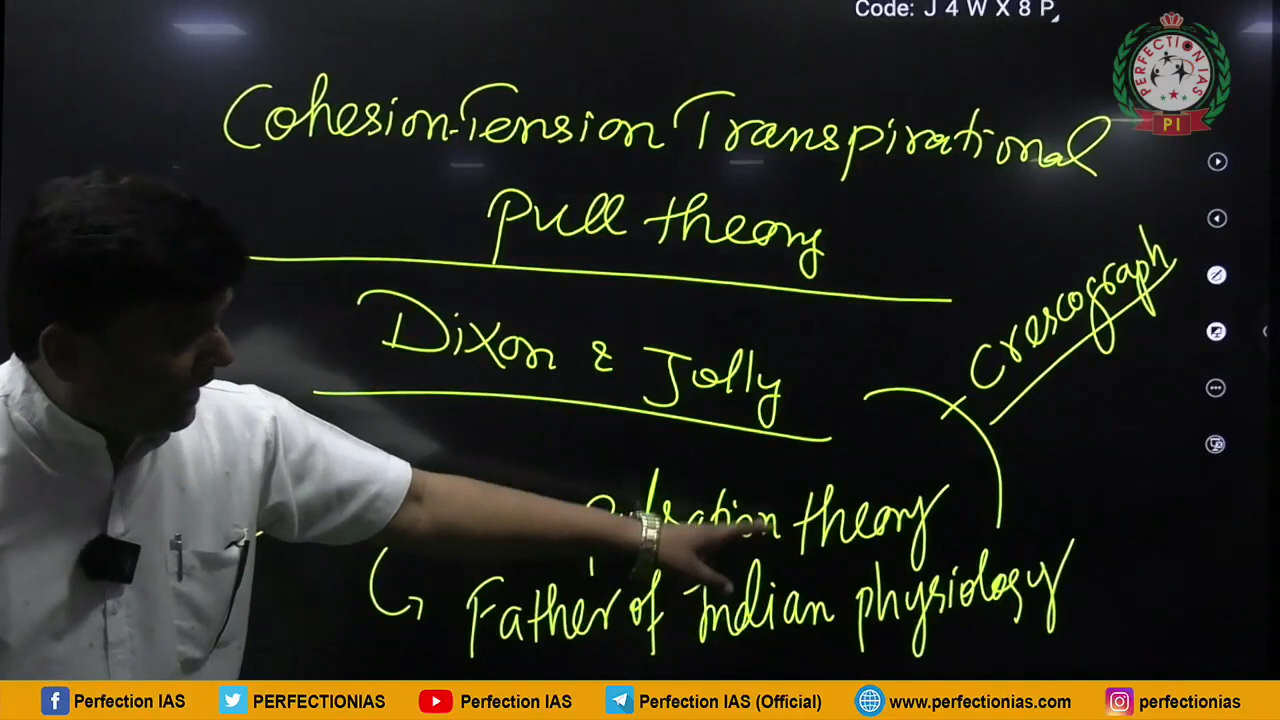 Code: J 4 W X 8 P
PERFECTION IAS
PI
Cohesion-Tension Transpirational
Pull theory
Dixon & Jolly
Crescograph
theory
Father of Indian physiology
Perfection IAS
PERFECTIONIAS
Perfection IAS
Perfection IAS (Official)
www.perfectionias.com
perfectionias